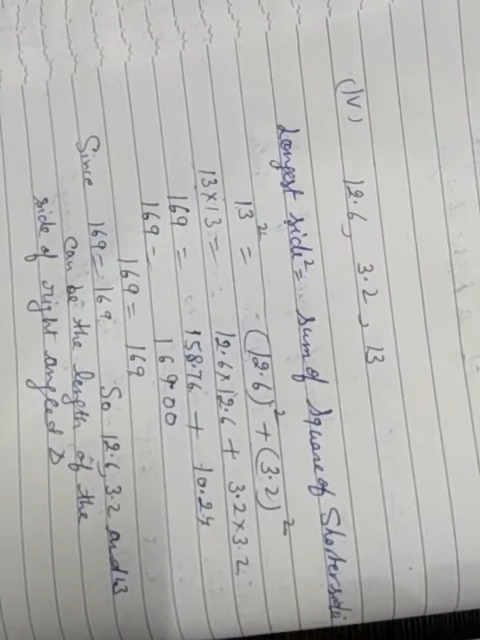 (IV) 12.6, 3.2, 13
Longest side² = sum of square of Shorter side
13² = (12.6)² + (3.2)²
13×13 = 12.6×12.6 + 3.2×3.2
169 = 158.76 + 10.24
169 = 169.00
169 = 169
Since 169 = 169 So 12.6, 3.2 and 13
can be the length of the
side of right angled Δ